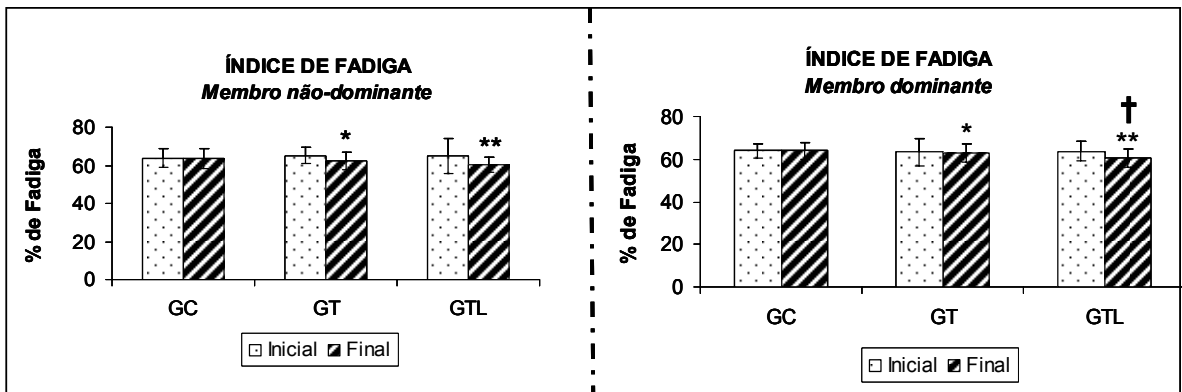 ÍNDICE DE FADIGA
Membro não-dominante
% de Fadiga
80
60
40
20
0
*
**
GC GT GTL
Inicial Final
ÍNDICE DE FADIGA
Membro dominante
% de Fadiga
80
60
40
20
0
*
†
**
GC GT GTL
Inicial Final